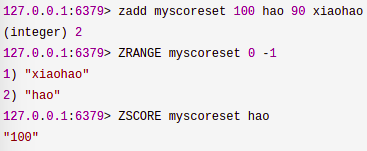 127.0.0.1:6379> zadd myscoreset 100 hao 90 xiaohao
(integer) 2
127.0.0.1:6379> ZRANGE myscoreset 0 -1
1) "xiaohao"
2) "hao"
127.0.0.1:6379> ZSCORE myscoreset hao
"100"